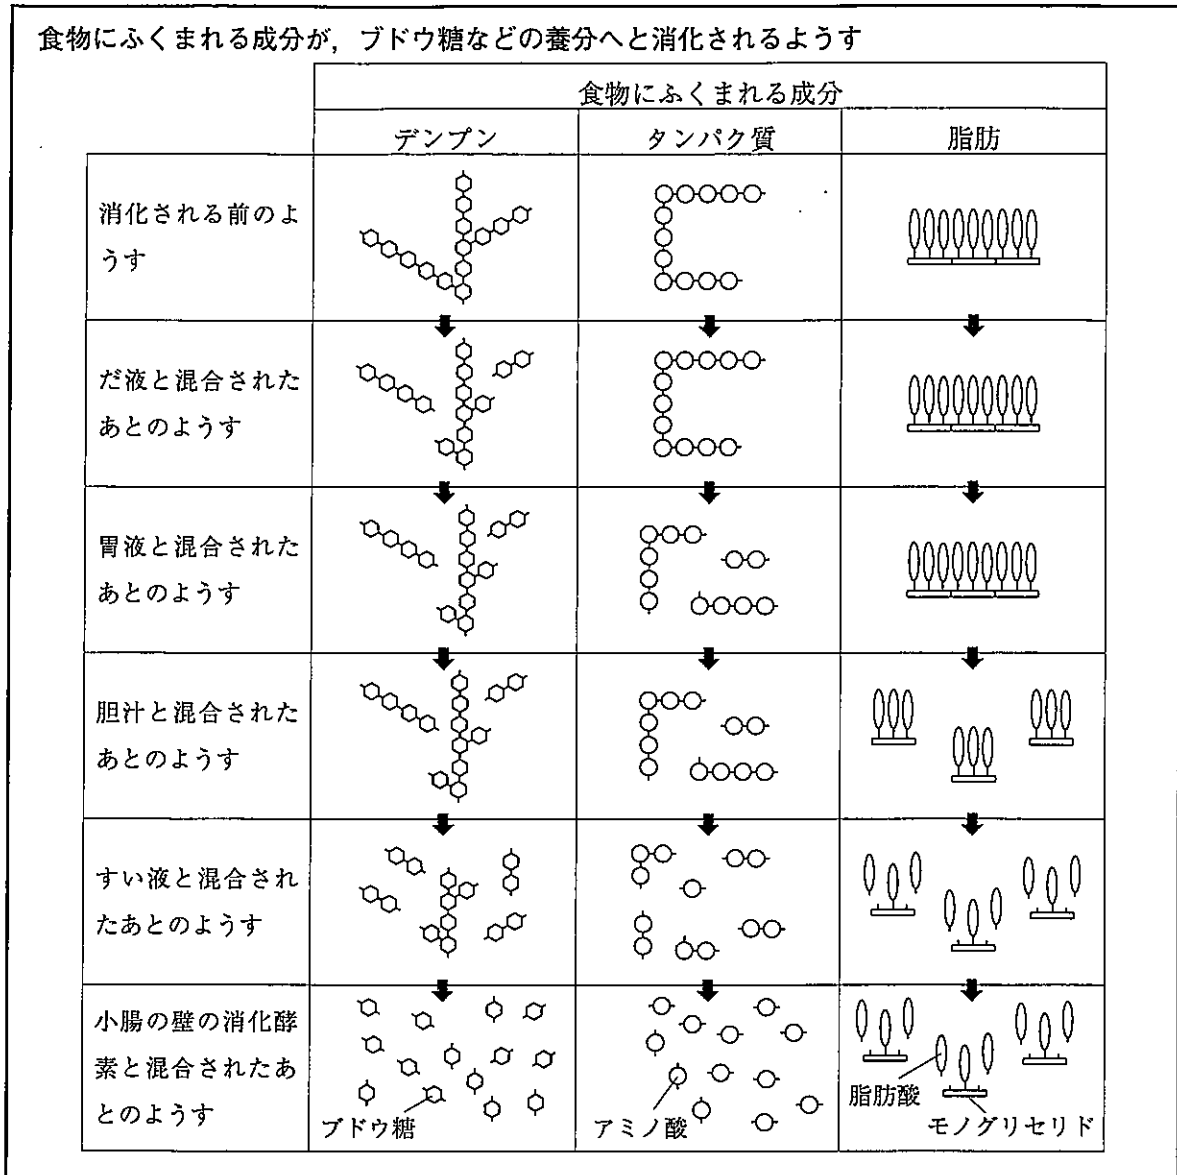 食物にふくまれる成分が，ブドウ糖などの養分へと消化されるようす
食物にふくまれる成分
デンプン
タンパク質
脂肪
消化される前のよ
うす
だ液と混合された
あとのようす
胃液と混合された
あとのようす
胆汁と混合された
あとのようす
すい液と混合され
たあとのようす
小腸の壁の消化酵
素と混合されたあ
とのようす
ブドウ糖
アミノ酸
脂肪酸
モノグリセリド